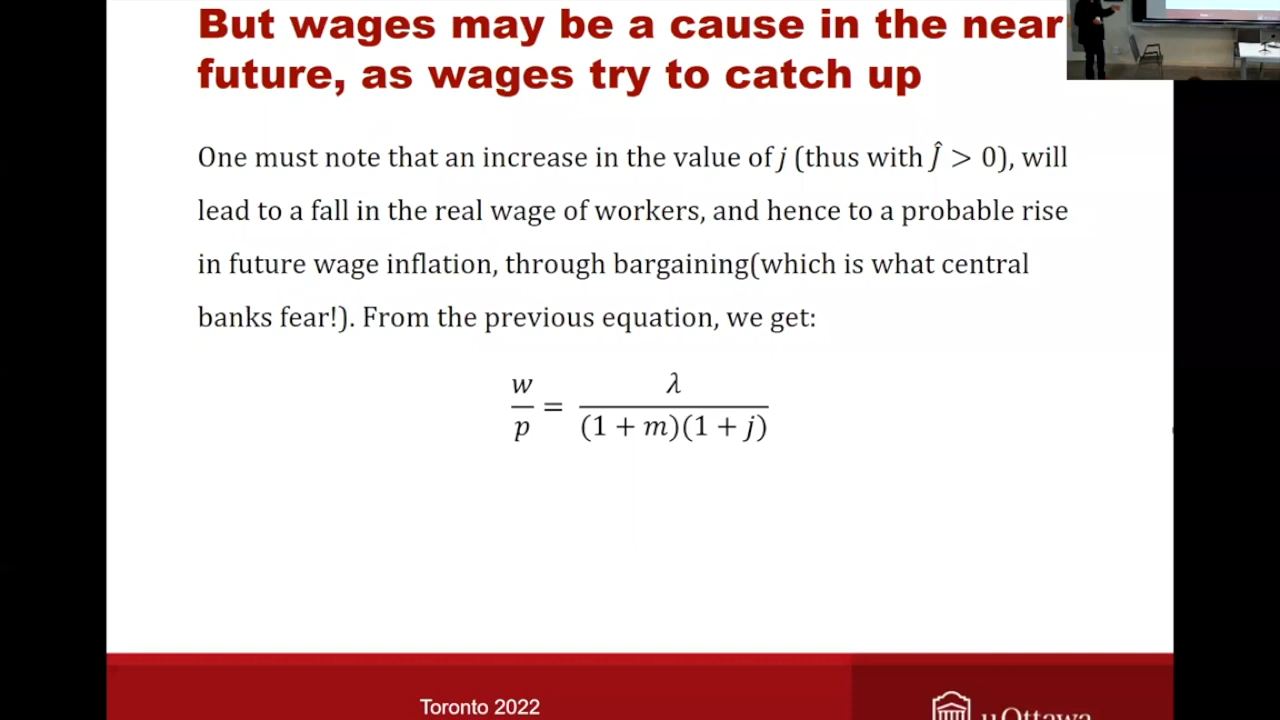 But wages may be a cause in the near
future, as wages try to catch up
One must note that an increase in the value of j (thus with Ĵ > 0), will
lead to a fall in the real wage of workers, and hence to a probable rise
in future wage inflation, through bargaining(which is what central
banks fear!). From the previous equation, we get:
w/p = λ/((1 + m)(1 + j))
Toronto 2022
uOttawa